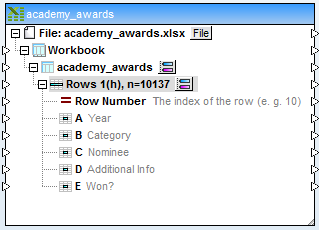 academy_awards
File: academy_awards.xlsx File
Workbook
academy_awards
Rows 1(h), n=10137
Row Number The index of the row (e. g. 10)
A Year
B Category
C Nominee
D Additional Info
E Won?